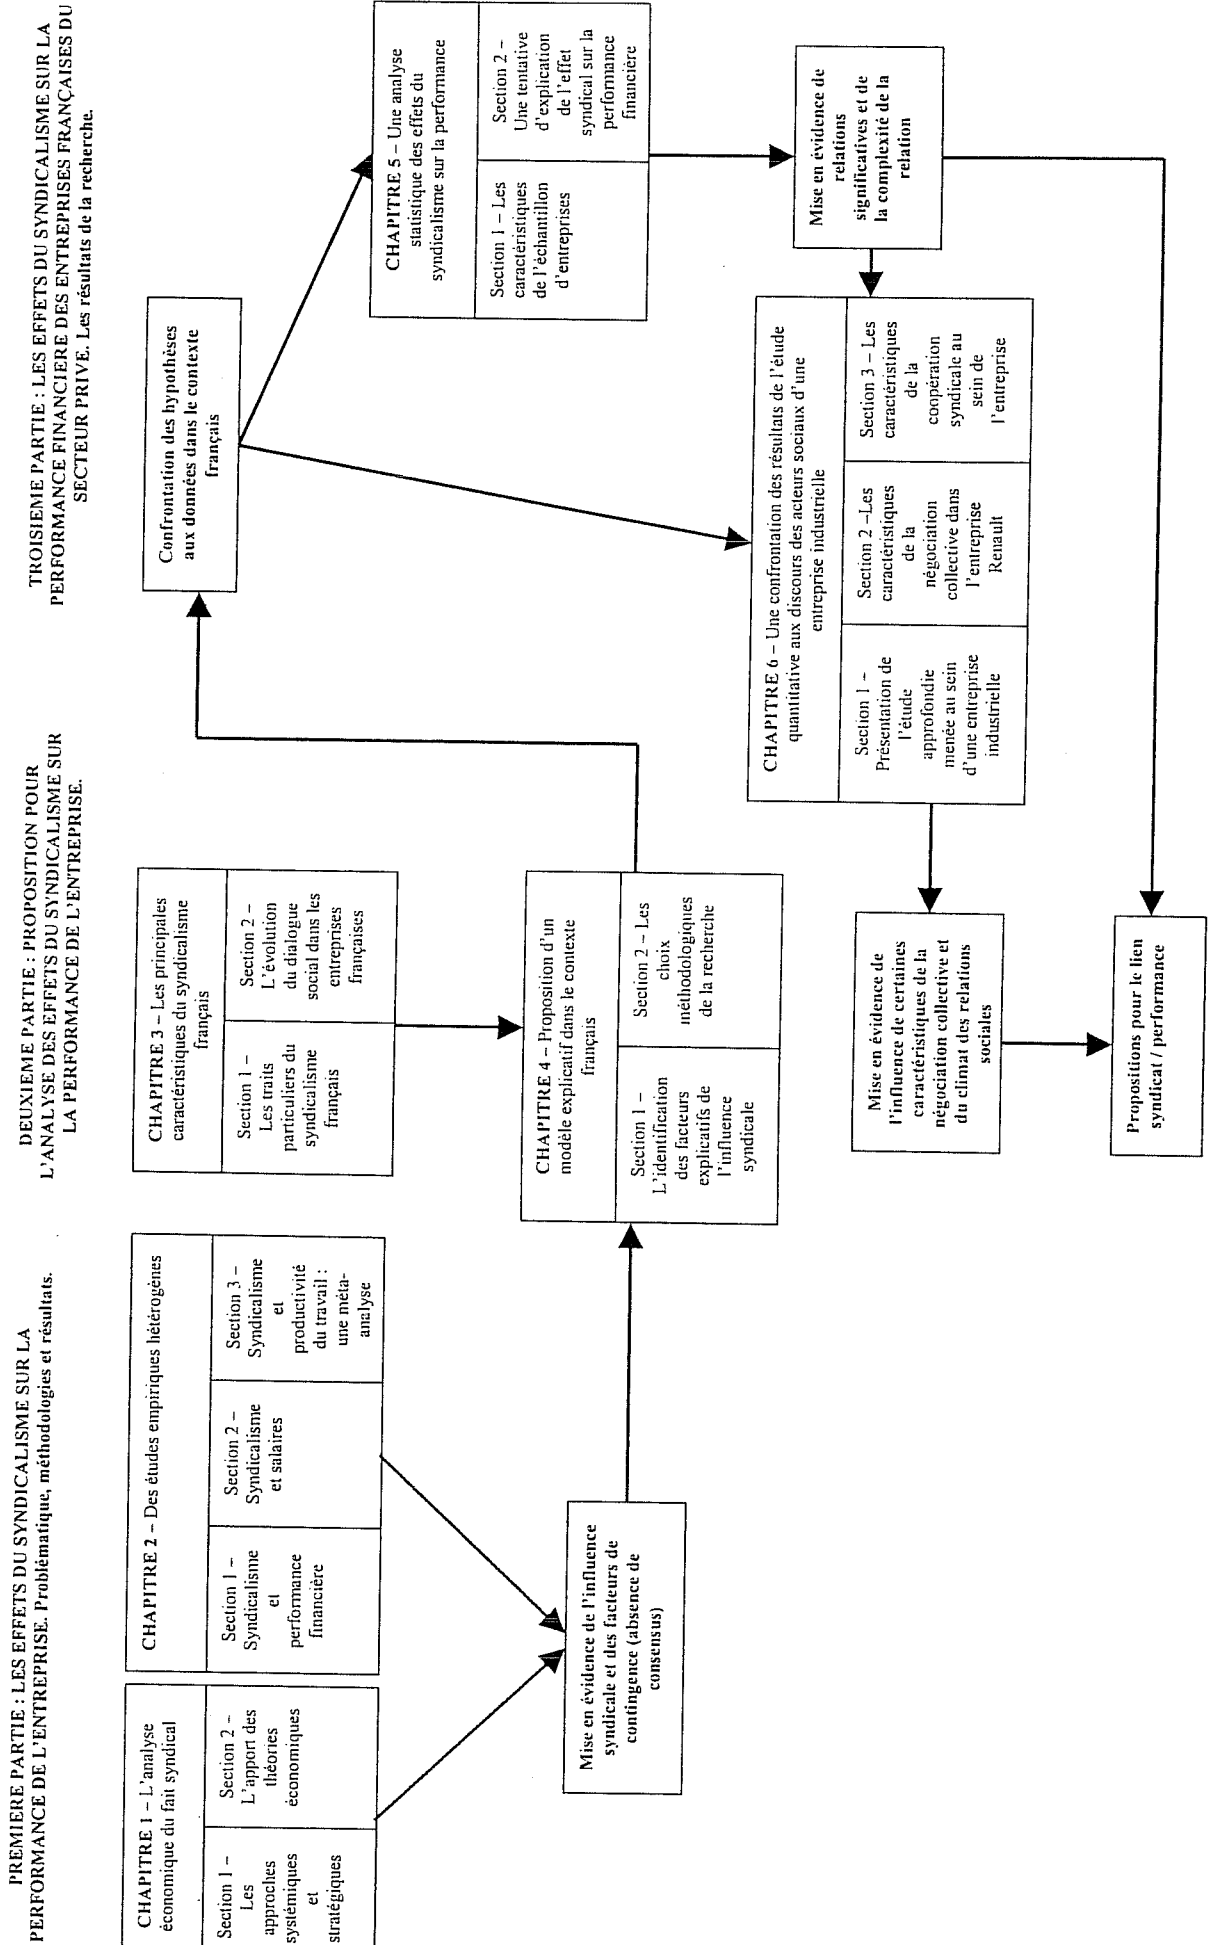 PREMIERE PARTIE : LES EFFETS DU SYNDICALISME SUR LA
PERFORMANCE DE L'ENTREPRISE. Problématique, méthodologies et résultats.
CHAPITRE 1 – L'analyse
économique du fait syndical
Section 1 –
Les
approches
systémiques
et
stratégiques
Section 2 –
L'apport des
théories
économiques
CHAPITRE 2 – Des études empiriques hétérogènes
Section 1 –
Syndicalisme
et
performance
financière
Section 2 –
Syndicalisme
et salaires
Section 3 –
Syndicalisme
et
productivité
du travail :
une méta-
analyse
Mise en évidence de l'influence
syndicale et des facteurs de
contingence (absence de
consensus)
DEUXIEME PARTIE : PROPOSITION POUR
L'ANALYSE DES EFFETS DU SYNDICALISME SUR
LA PERFORMANCE DE L'ENTREPRISE.
CHAPITRE 3 – Les principales
caractéristiques du syndicalisme
français
Section 1 –
Les traits
particuliers du
syndicalisme
français
Section 2 –
L'évolution
du dialogue
social dans les
entreprises
françaises
CHAPITRE 4 – Proposition d'un
modèle explicatif dans le contexte
français
Section 1 –
L'identification
des facteurs
explicatifs de
l'influence
syndicale
Section 2 – Les
choix
méthodologiques
de la recherche
TROISIEME PARTIE : LES EFFETS DU SYNDICALISME SUR LA
PERFORMANCE FINANCIERE DES ENTREPRISES FRANÇAISES DU
SECTEUR PRIVE. Les résultats de la recherche.
Confrontation des hypothèses
aux données dans le contexte
français
CHAPITRE 5 – Une analyse
statistique des effets du
syndicalisme sur la performance
Section 1 – Les
caractéristiques
de l'échantillon
d'entreprises
Section 2 –
Une tentative
d'explication
de l'effet
syndical sur la
performance
financière
Mise en évidence de
relations
significatives et de
la complexité de la
relation
CHAPITRE 6 – Une confrontation des résultats de l'étude
quantitative aux discours des acteurs sociaux d'une
entreprise industrielle
Section 1 –
Présentation de
l'étude
approfondie
menée au sein
d'une entreprise
industrielle
Section 2 –Les
caractéristiques
de la
négociation
collective dans
l'entreprise
Renault
Section 3 – Les
caractéristiques
de la
coopération
syndicale au
sein de
l'entreprise
Mise en évidence de
l'influence de certaines
caractéristiques de la
négociation collective et
du climat des relations
sociales
Propositions pour le lien
syndicat / performance